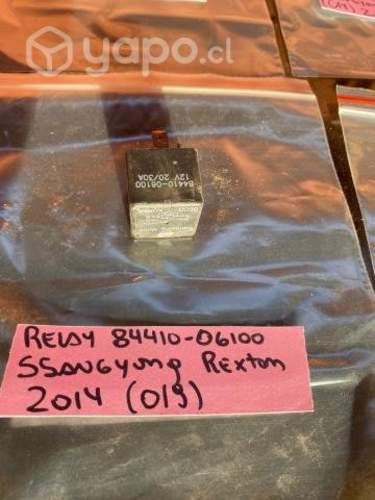 yapo.cl
84410-06100
12V 20/30A
RELAY 84410-06100
SSANGYONG Rexton
2014 (019)